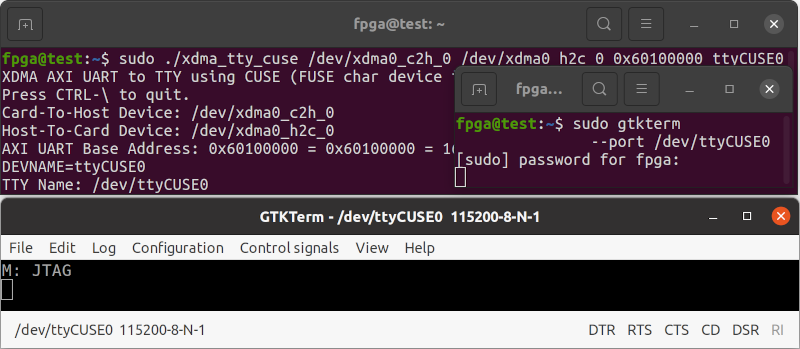 fpga@test: ~
fpga@test:~$ sudo ./xdma_tty_cuse /dev/xdma0_c2h_0 /dev/xdma0_h2c_0 0x60100000 ttyCUSE0
XDMA AXI UART to TTY using CUSE (FUSE char device
Press CTRL-\ to quit.
Card-To-Host Device: /dev/xdma0_c2h_0
Host-To-Card Device: /dev/xdma0_h2c_0
AXI UART Base Address: 0x60100000 = 0x60100000 =
DEVNAME=ttyCUSE0
TTY Name: /dev/ttyCUSE0
fpga...
fpga@test:~$ sudo gtkterm
--port /dev/ttyCUSE0
[sudo] password for fpga:
GTKTerm - /dev/ttyCUSE0 115200-8-N-1
File Edit Log Configuration Control signals View Help
M: JTAG
/dev/ttyCUSE0 115200-8-N-1 DTR RTS CTS CD DSR RI